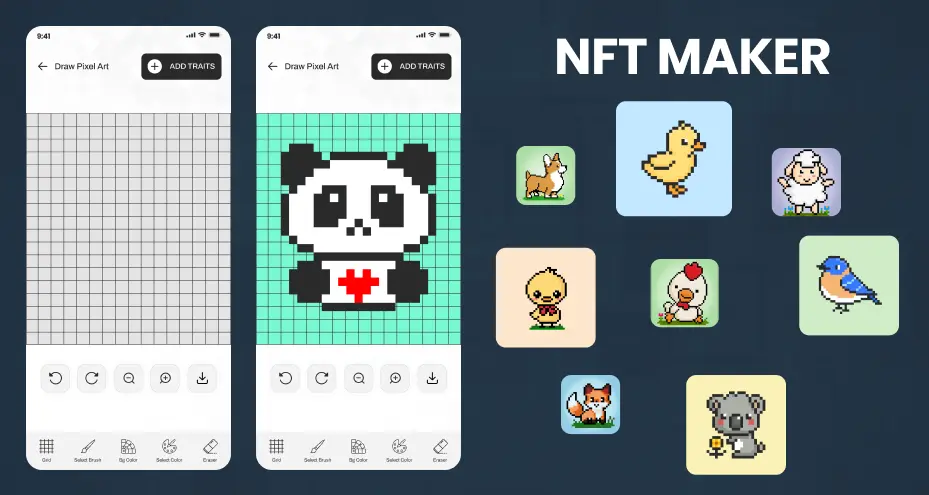 9:41
Draw Pixel Art
ADD TRAITS
Grid
Select Brush
Bg Color
Select Color
Eraser
9:41
Draw Pixel Art
ADD TRAITS
Grid
Select Brush
Bg Color
Select Color
Eraser
NFT MAKER